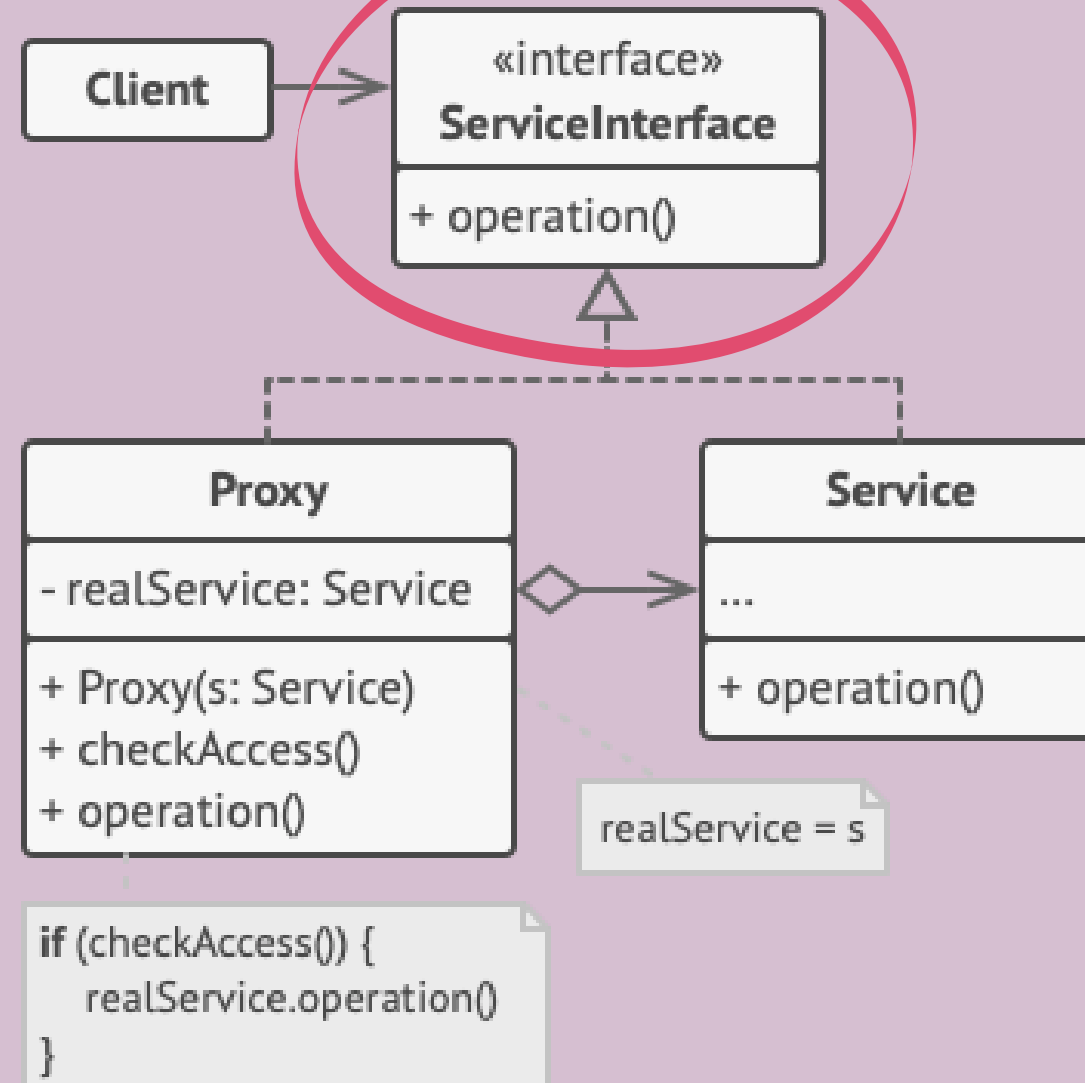 Client
«interface»
ServiceInterface
+ operation()
Proxy
- realService: Service
+ Proxy(s: Service)
+ checkAccess()
+ operation()
Service
...
+ operation()
realService = s
if (checkAccess()) {
realService.operation()
}